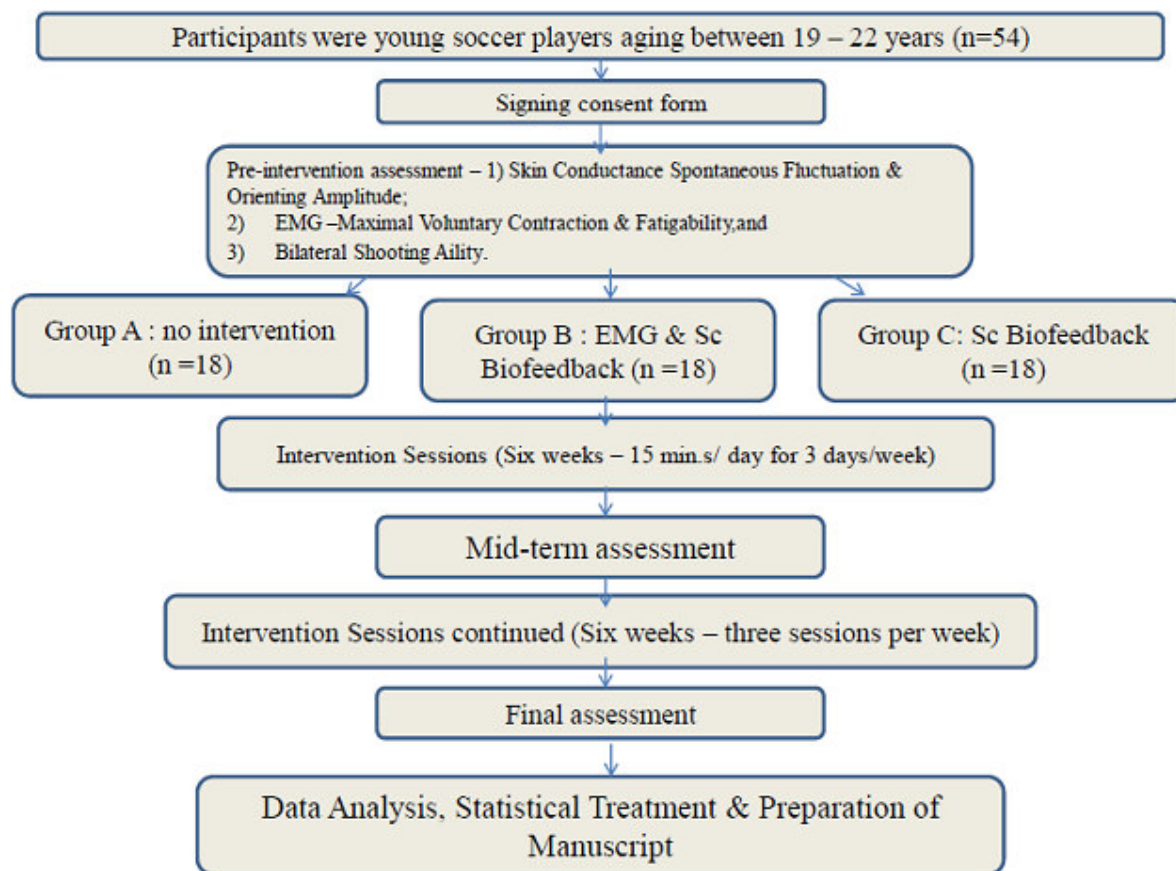 Participants were young soccer players aging between 19 – 22 years (n=54)
Signing consent form
Pre-intervention assessment – 1) Skin Conductance Spontaneous Fluctuation &
Orienting Amplitude;
2) EMG –Maximal Voluntary Contraction & Fatigability,and
3) Bilateral Shooting Aility.
Group A : no intervention
(n =18)
Group B : EMG & Sc
Biofeedback (n =18)
Group C: Sc Biofeedback
(n =18)
Intervention Sessions (Six weeks – 15 min.s/ day for 3 days/week)
Mid-term assessment
Intervention Sessions continued (Six weeks – three sessions per week)
Final assessment
Data Analysis, Statistical Treatment & Preparation of
Manuscript